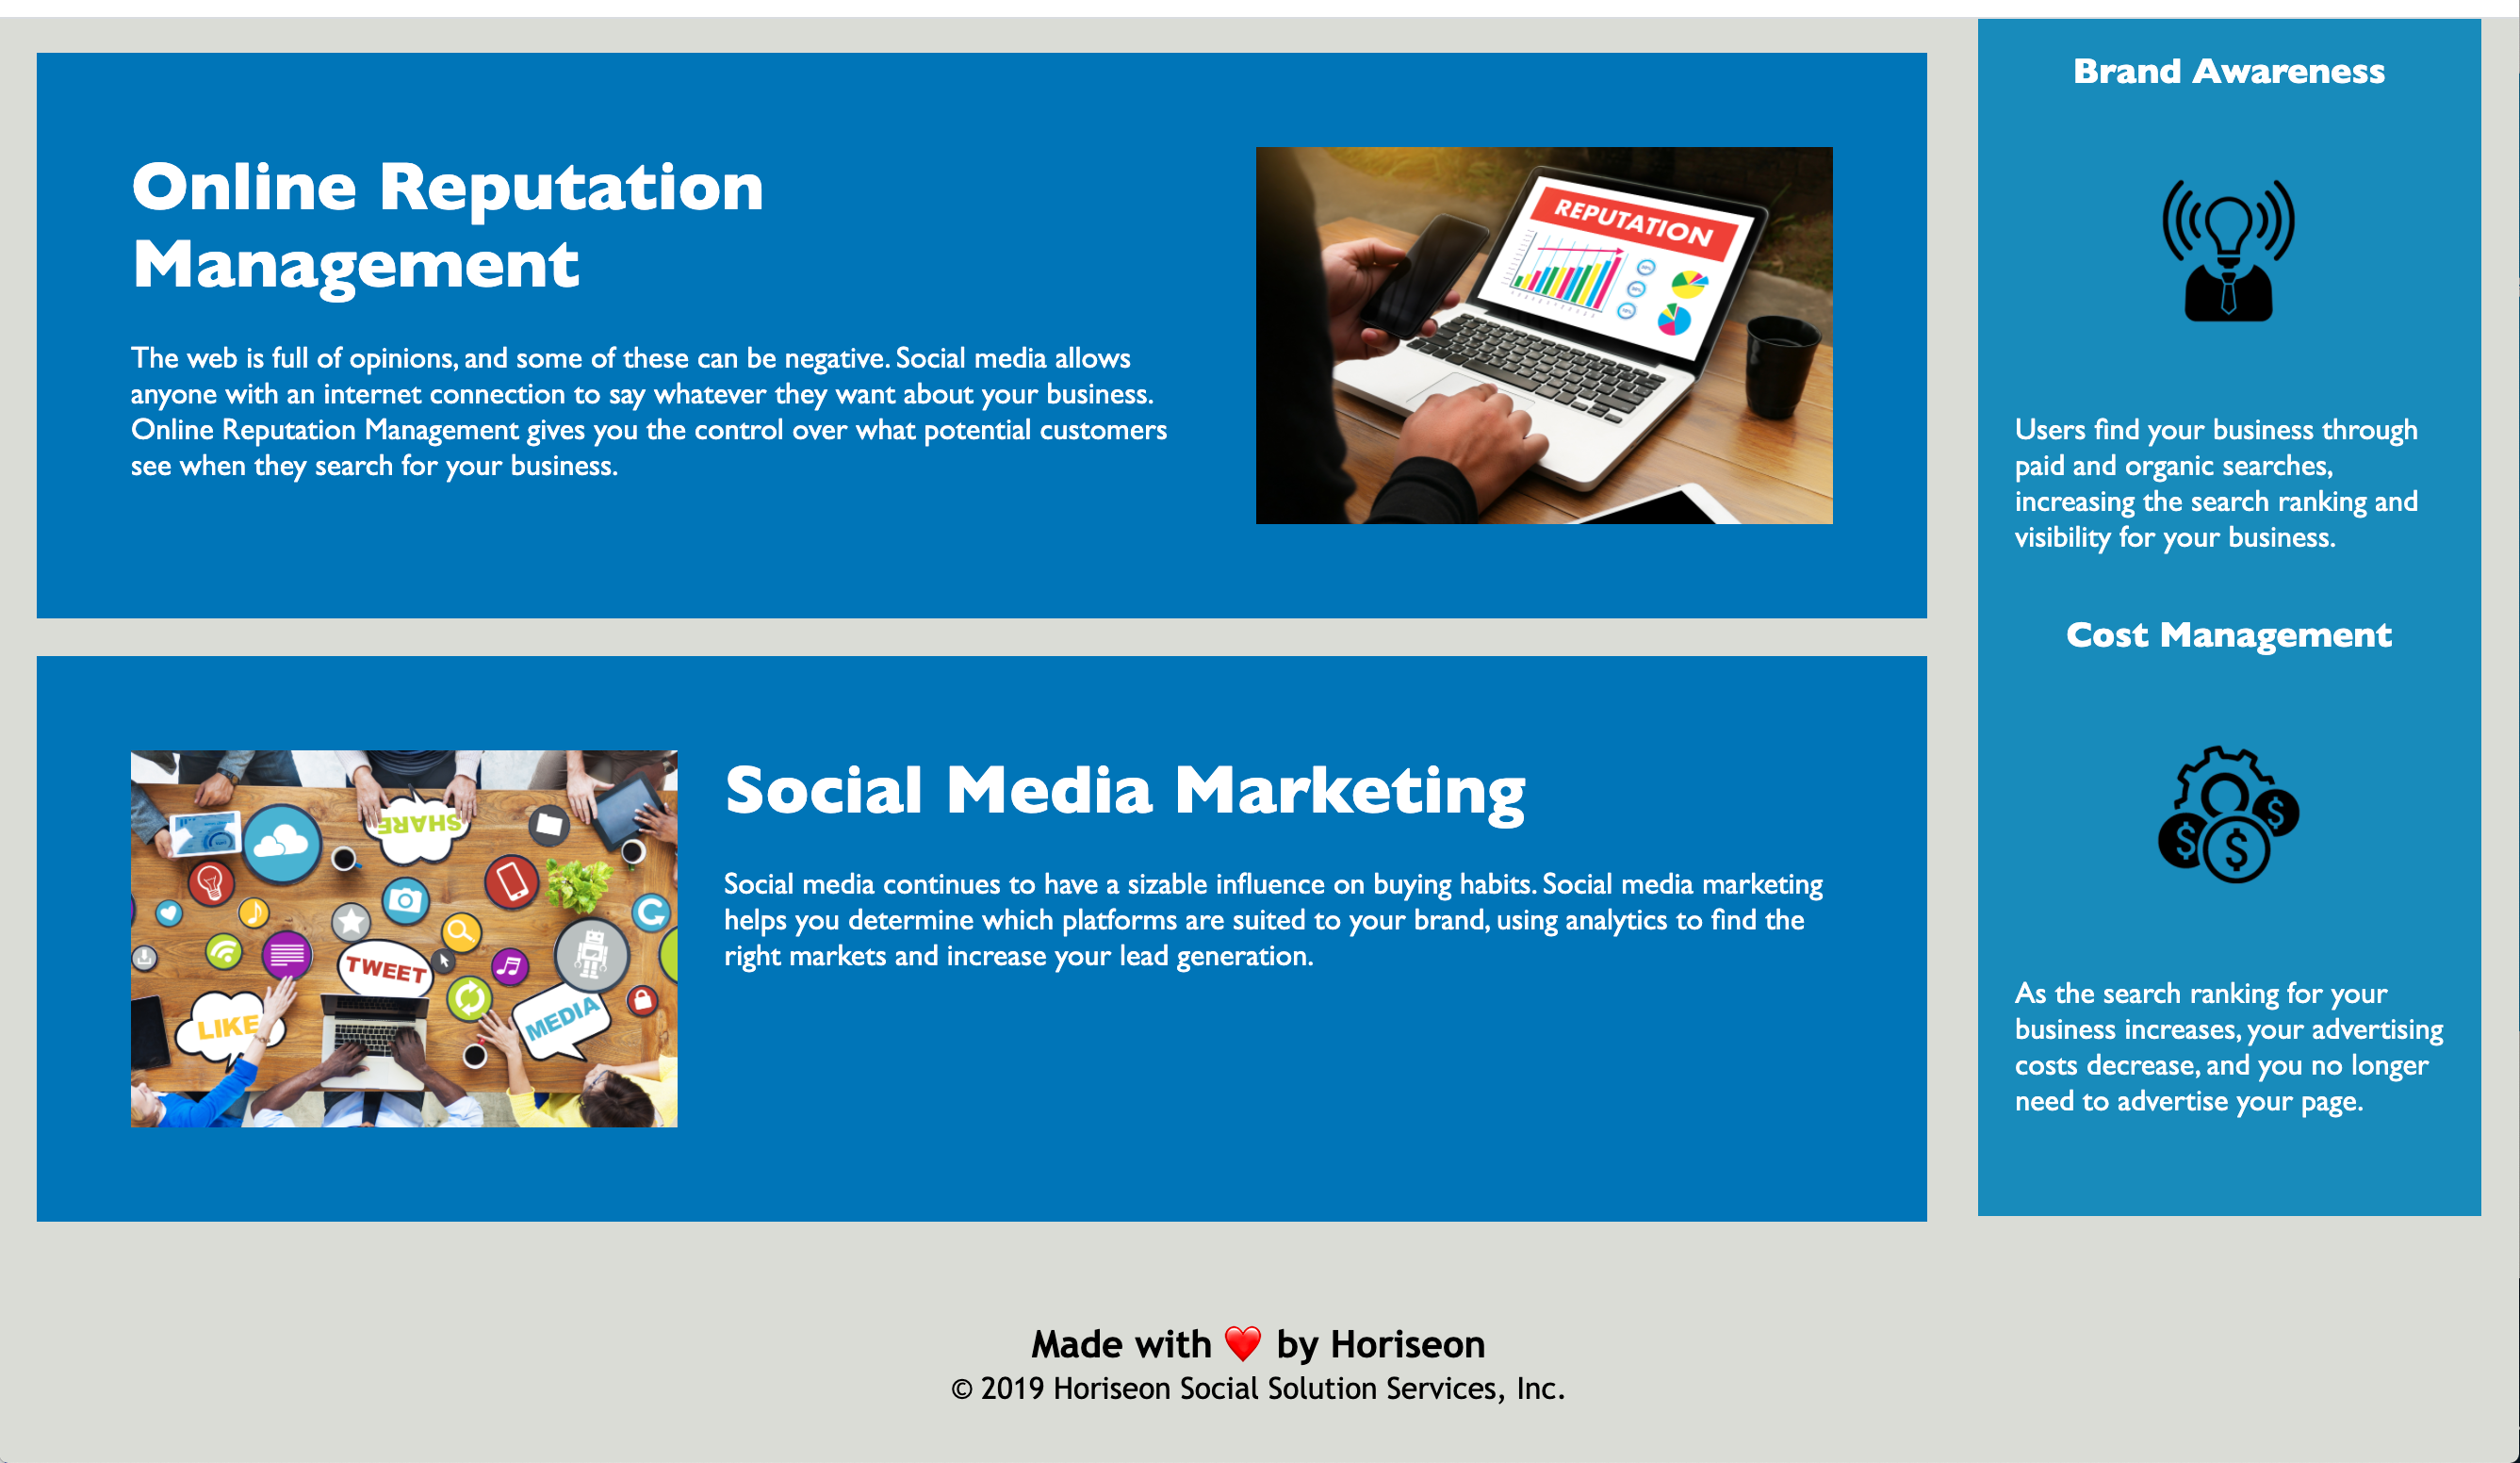 Online Reputation
Management
The web is full of opinions, and some of these can be negative. Social media allows
anyone with an internet connection to say whatever they want about your business.
Online Reputation Management gives you the control over what potential customers
see when they search for your business.
REPUTATION
SHARE
TWEET
LIKE
MEDIA
Social Media Marketing
Social media continues to have a sizable influence on buying habits. Social media marketing
helps you determine which platforms are suited to your brand, using analytics to find the
right markets and increase your lead generation.
Brand Awareness
Users find your business through
paid and organic searches,
increasing the search ranking and
visibility for your business.
Cost Management
$ $ $
As the search ranking for your
business increases, your advertising
costs decrease, and you no longer
need to advertise your page.
Made with ❤️ by Horiseon
© 2019 Horiseon Social Solution Services, Inc.